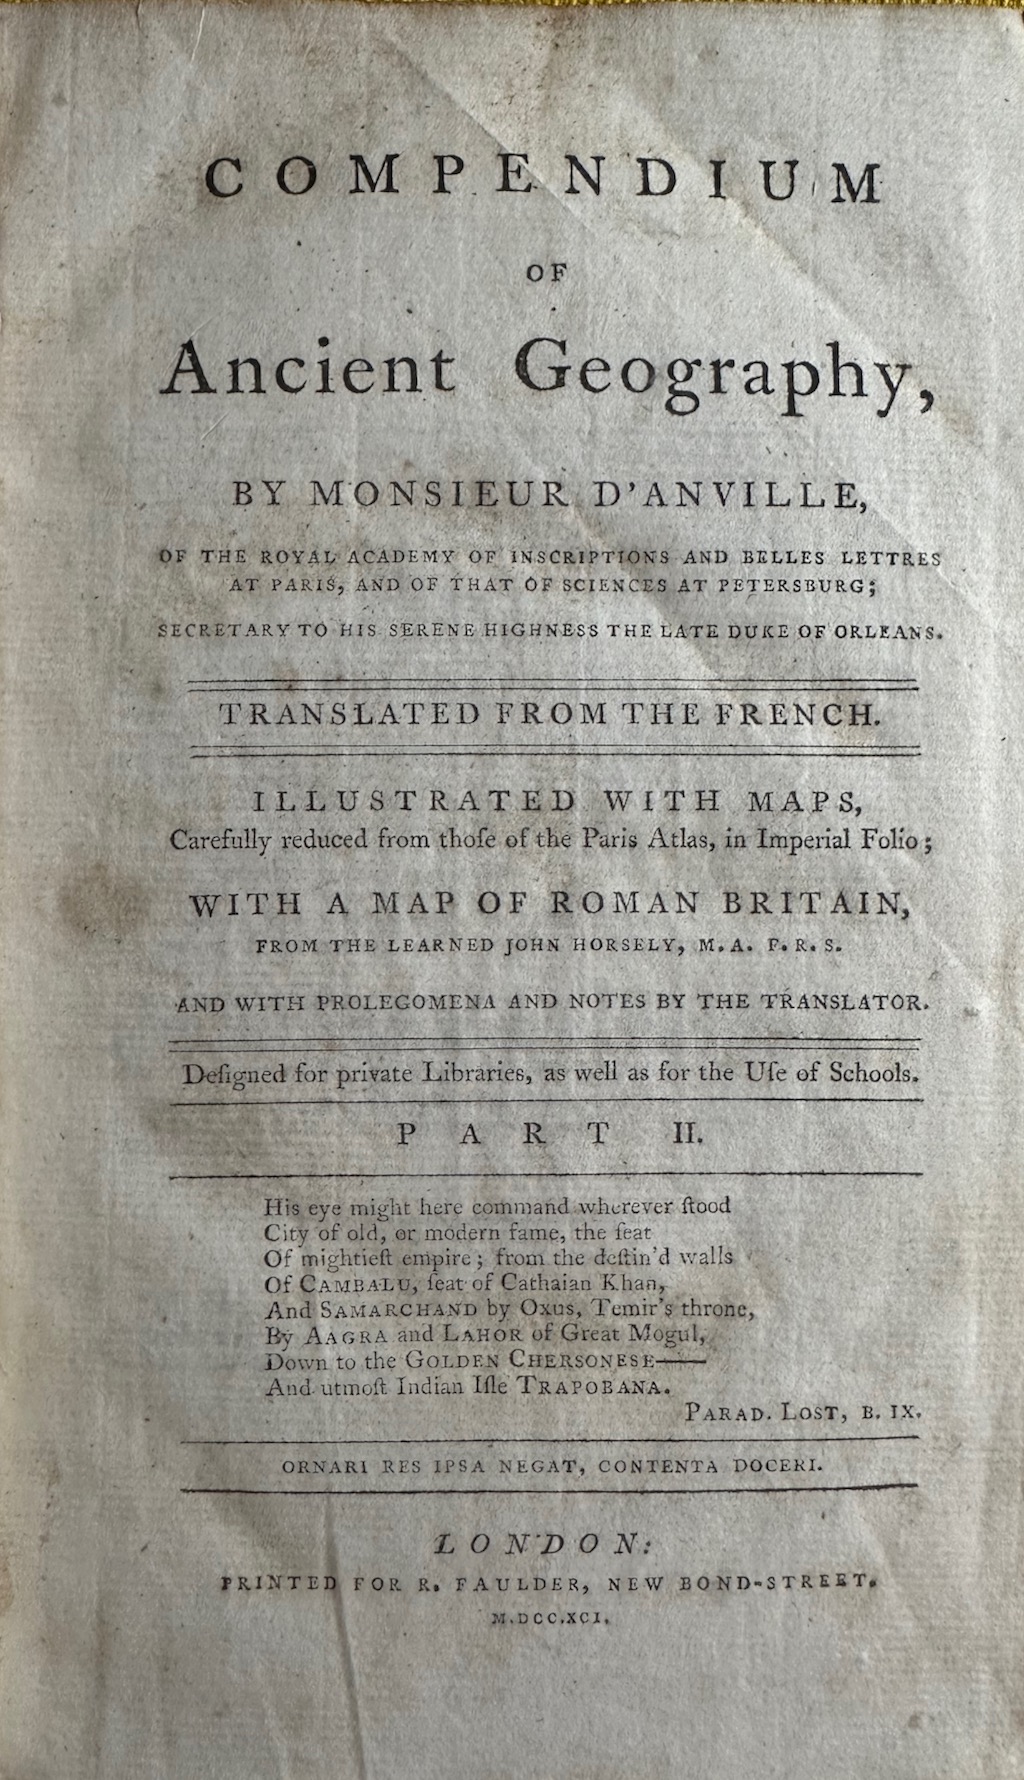 COMPENDIUM
OF
Ancient Geography,
BY MONSIEUR D'ANVILLE,
OF THE ROYAL ACADEMY OF INSCRIPTIONS AND BELLES LETTRES
AT PARIS, AND OF THAT OF SCIENCES AT PETERSBURG;
SECRETARY TO HIS SERENE HIGHNESS THE LATE DUKE OF ORLEANS.
TRANSLATED FROM THE FRENCH.
ILLUSTRATED WITH MAPS,
Carefully reduced from thoſe of the Paris Atlas, in Imperial Folio;
WITH A MAP OF ROMAN BRITAIN,
FROM THE LEARNED JOHN HORSELY, M.A. F.R.S.
AND WITH PROLEGOMENA AND NOTES BY THE TRANSLATOR.
Deſigned for private Libraries, as well as for the Uſe of Schools.
PART II.
His eye might here command wherever ſtood
City of old, or modern fame, the ſeat
Of mightieſt empire; from the deſtin'd walls
Of CAMBALU, ſeat of Cathaian Khan,
And SAMARCHAND by Oxus, Temir's throne,
By AAGRA and LAHOR of Great Mogul,
Down to the GOLDEN CHERSONESE——
And utmoſt Indian Iſle TRAPOBANA.
PARAD. LOST, B. IX.
ORNARI RES IPSA NEGAT, CONTENTA DOCERI.
LONDON:
PRINTED FOR R. FAULDER, NEW BOND-STREET.
M.DCC.XCI.